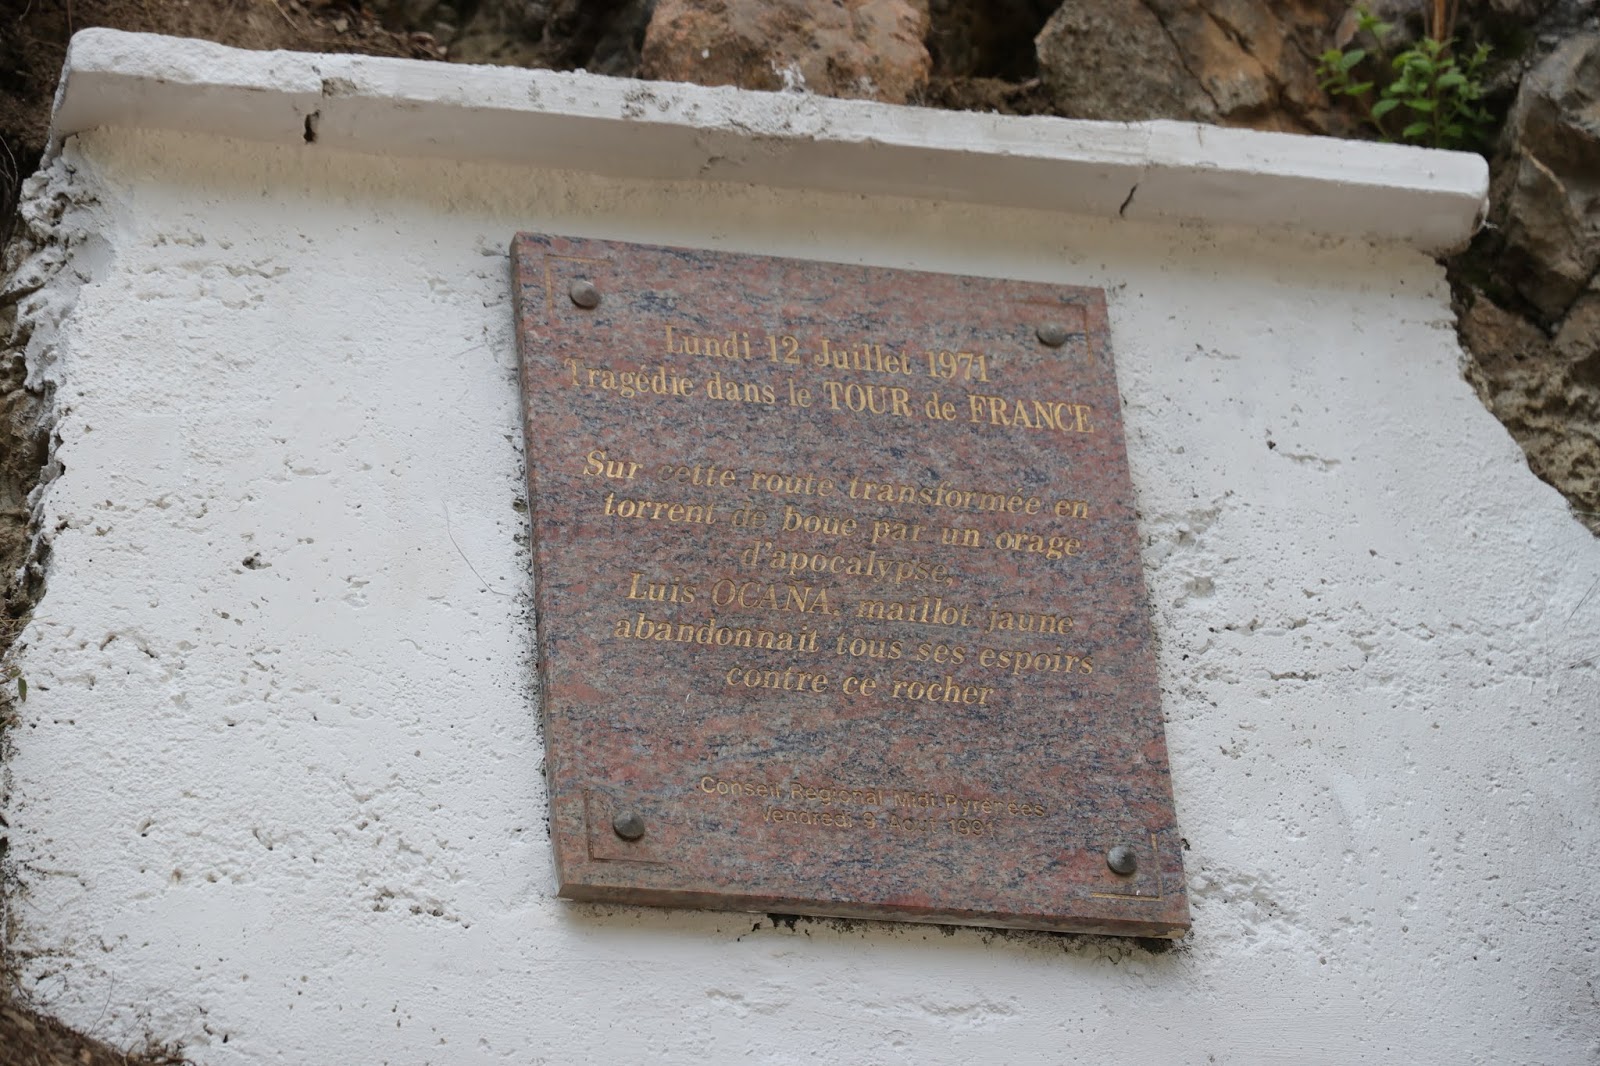 Lundi 12 Juillet 1971
Tragédie dans le TOUR de FRANCE
Sur cette route transformée en
torrent de boue par un orage
d'apocalypse,
Luis OCANA, maillot jaune
abandonnait tous ses espoirs
contre ce rocher
Conseil Régional Midi Pyrénées
Vendredi 9 Août 1991